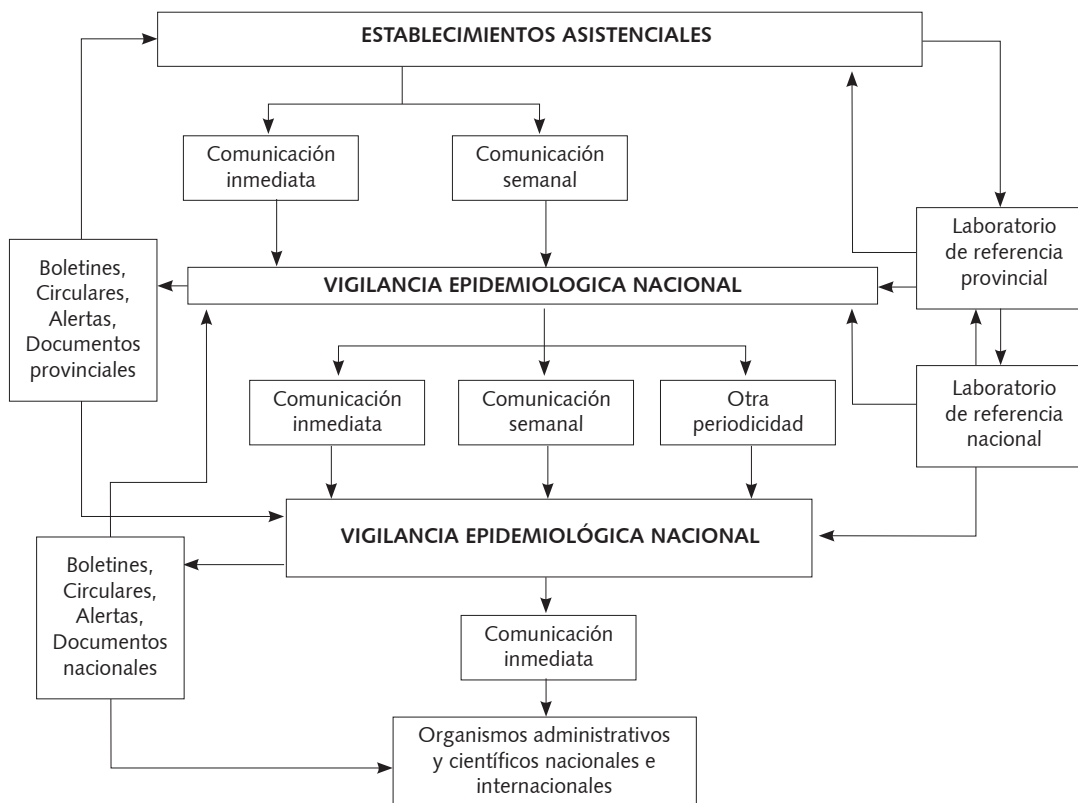 ESTABLECIMIENTOS ASISTENCIALES
Comunicación
inmediata
Comunicación
semanal
Laboratorio
de referencia
provincial
Boletines,
Circulares,
Alertas,
Documentos
provinciales
VIGILANCIA EPIDEMIOLOGICA NACIONAL
Comunicación
inmediata
Comunicación
semanal
Otra
periodicidad
Laboratorio
de referencia
nacional
VIGILANCIA EPIDEMIOLÓGICA NACIONAL
Boletines,
Circulares,
Alertas,
Documentos
nacionales
Comunicación
inmediata
Organismos administrativos
y científicos nacionales e
internacionales